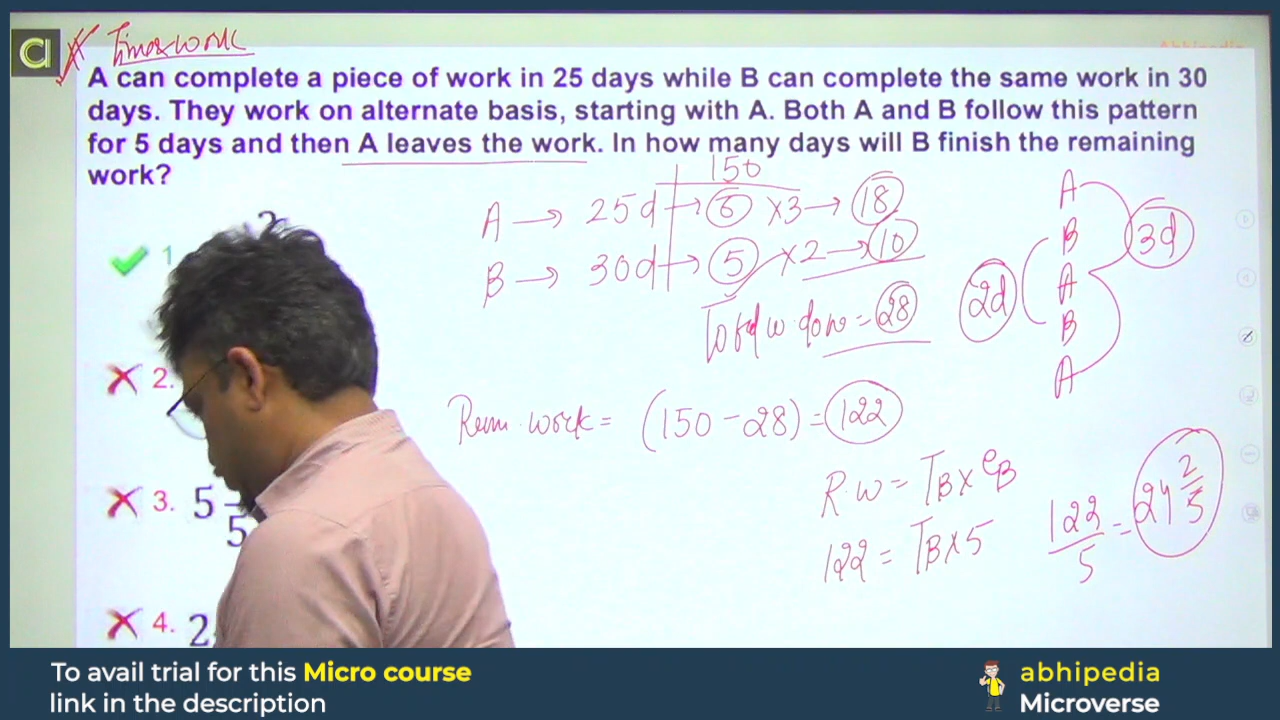 Time & work
A can complete a piece of work in 25 days while B can complete the same work in 30
days. They work on alternate basis, starting with A. Both A and B follow this pattern
for 5 days and then A leaves the work. In how many days will B finish the remaining
work?
150
A → 25d → 6 ×3 → 18
B → 30d → 5 ×2 → 10
Total w. done = 28
A
B
A
B
A
3d
2d
Rem. work = (150 - 28) = 122
R.w = TB × eB
122 = TB × 5
122/5 = 24 2/5
1.
2.
3. 5
5
4. 2
To avail trial for this Micro course
link in the description
abhipedia
Microverse